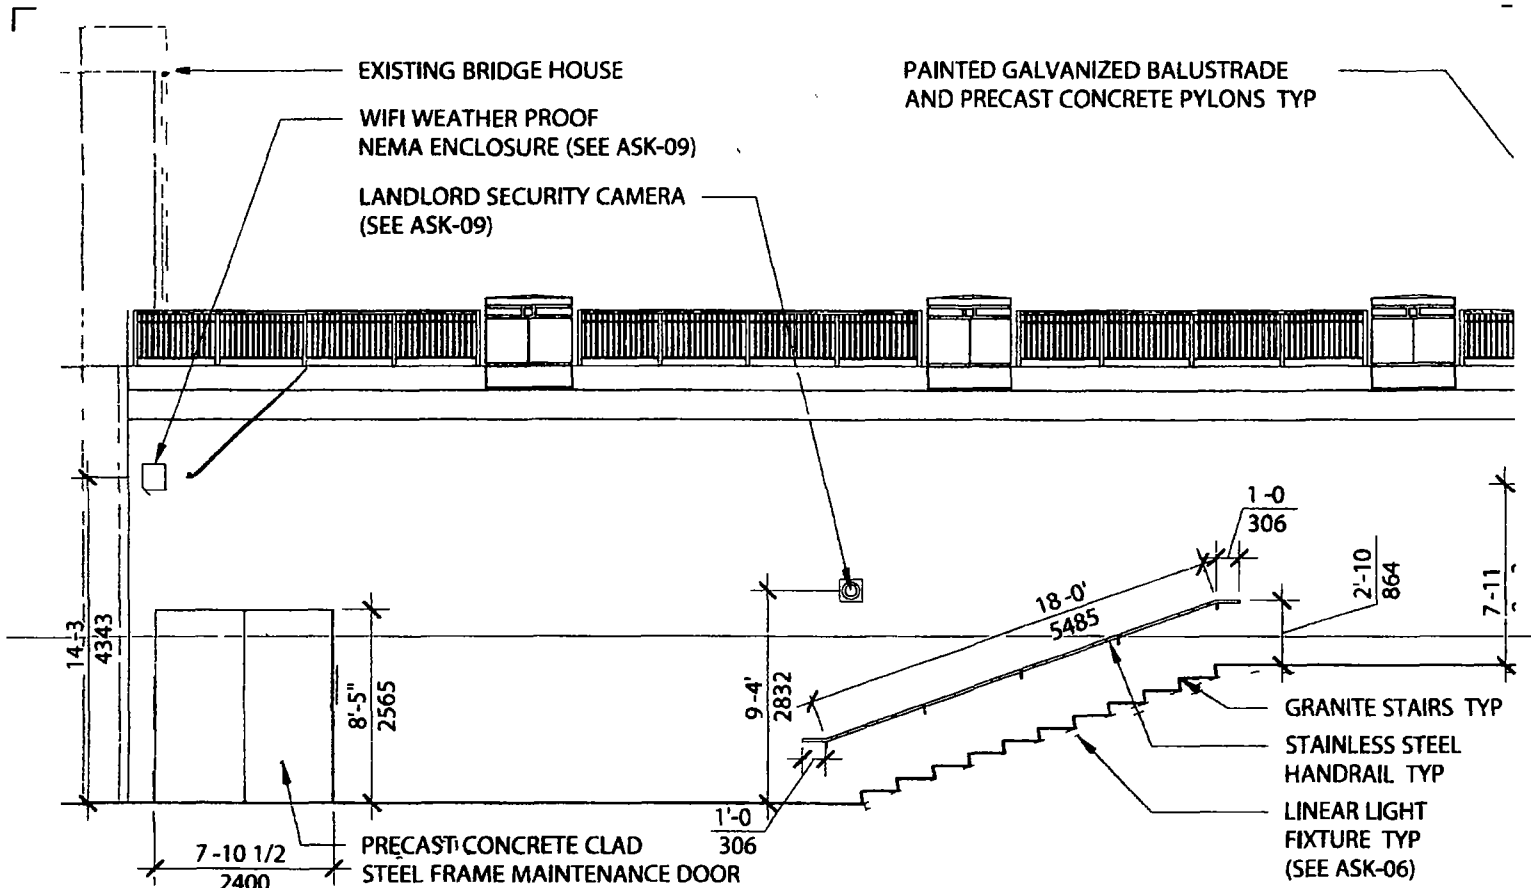 EXISTING BRIDGE HOUSE
WIFI WEATHER PROOF
NEMA ENCLOSURE (SEE ASK-09)
LANDLORD SECURITY CAMERA
(SEE ASK-09)
PAINTED GALVANIZED BALUSTRADE
AND PRECAST CONCRETE PYLONS TYP
14 -3
4343
8'-5"
2565
7 -10 1/2
2400
PRECAST CONCRETE CLAD
STEEL FRAME MAINTENANCE DOOR
9 -4'
2832
1'-0
306
18 -0'
5485
1 -0
306
2'-10
864
7 -11
GRANITE STAIRS TYP
STAINLESS STEEL
HANDRAIL TYP
LINEAR LIGHT
FIXTURE TYP
(SEE ASK-06)